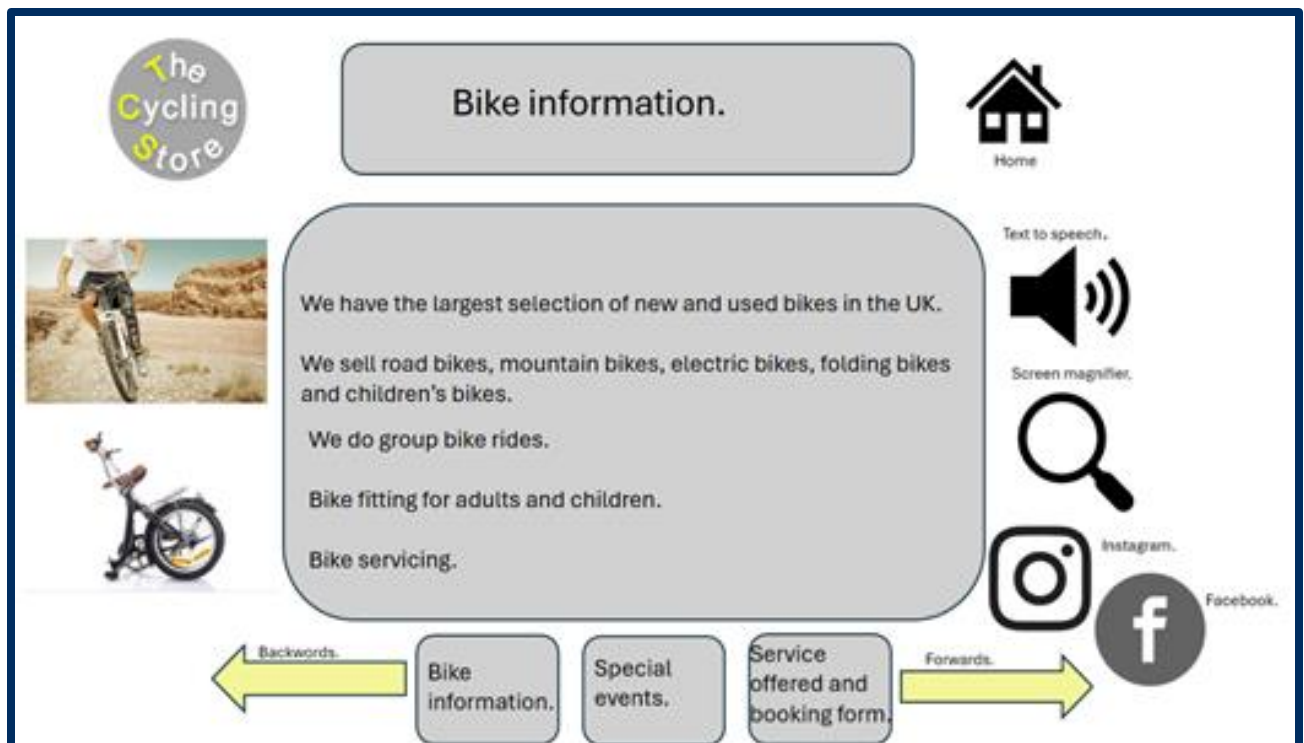 The
Cycling
Store
Bike information.
Home
We have the largest selection of new and used bikes in the UK.
We sell road bikes, mountain bikes, electric bikes, folding bikes
and children's bikes.
We do group bike rides.
Bike fitting for adults and children.
Bike servicing.
Text to speech.
Screen magnifier.
Instagram.
Facebook.
Backwords.
Bike
information.
Special
events.
Service
offered and
booking form.
Forwards.